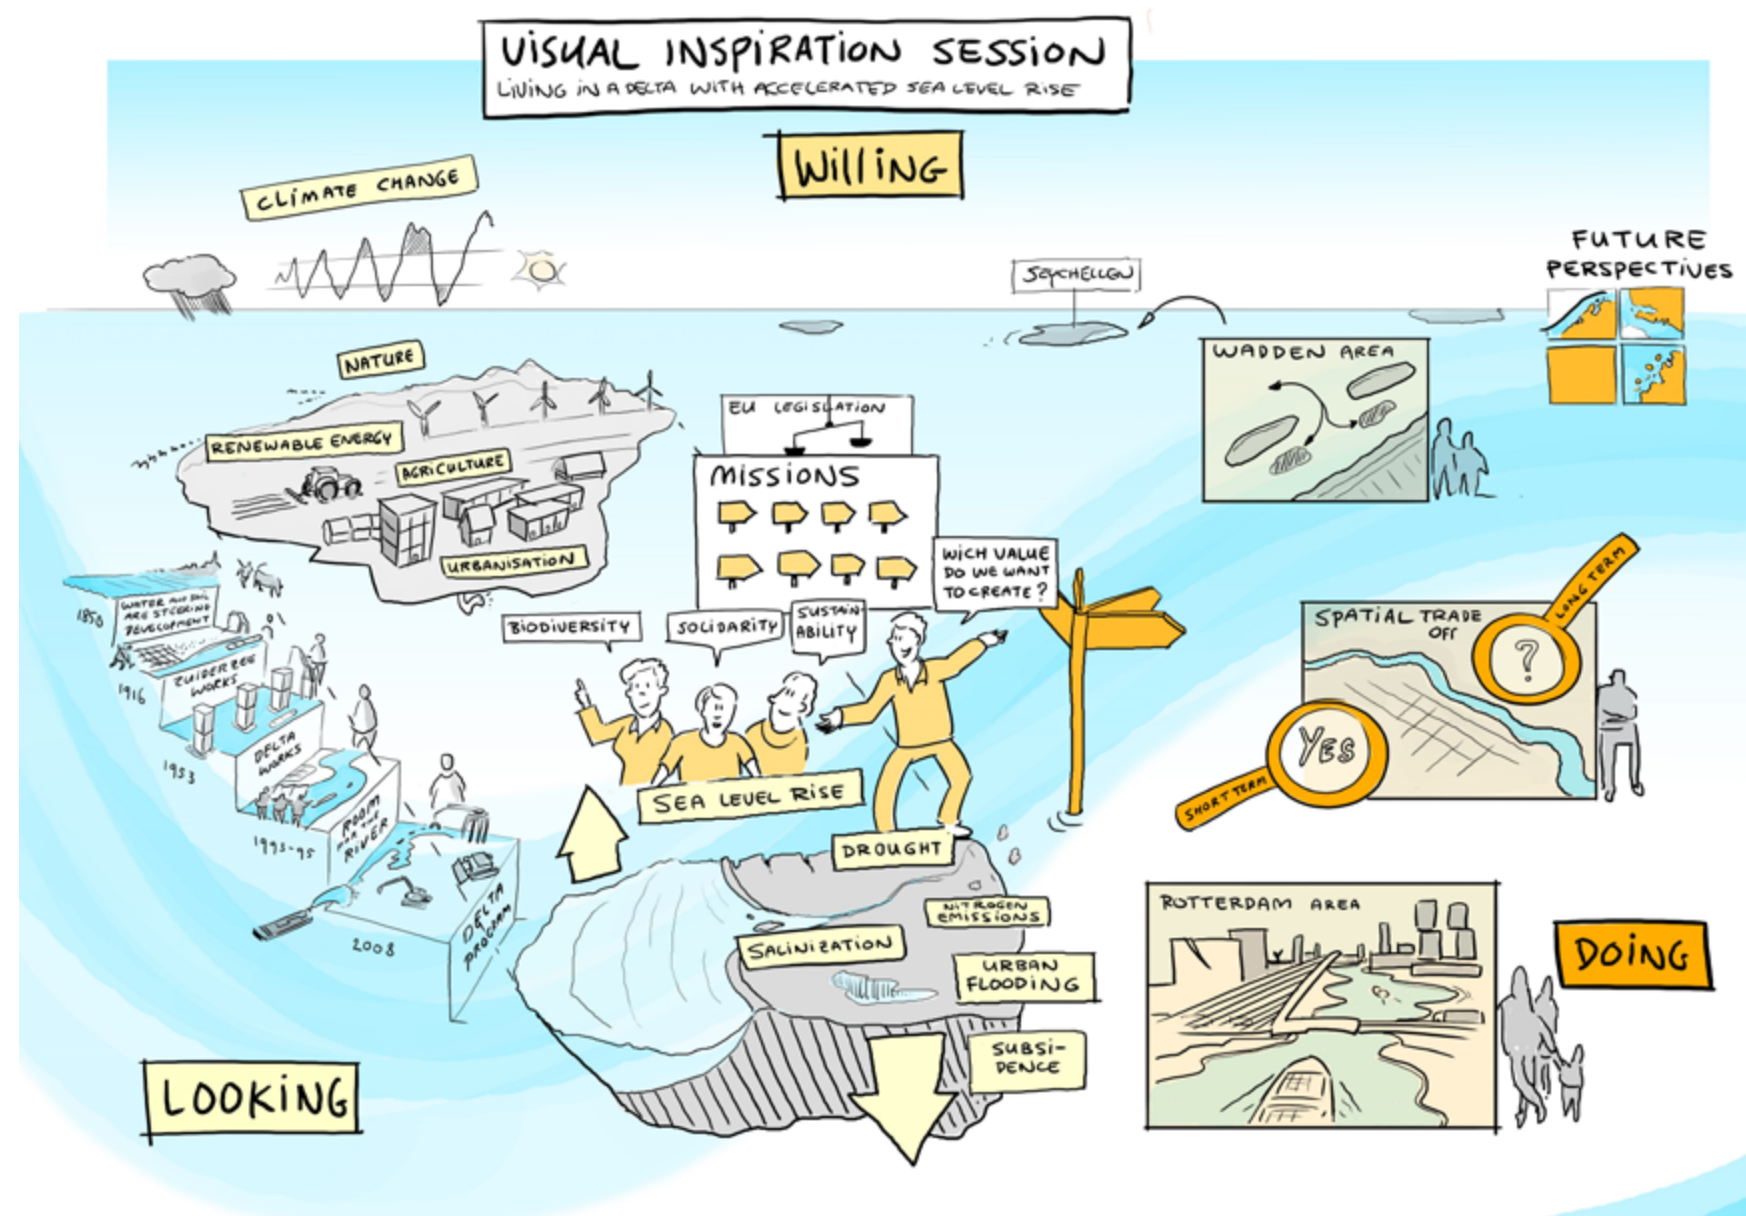 VISUAL INSPIRATION SESSION
LIVING IN A DELTA WITH ACCELERATED SEA LEVEL RISE
WILLING
CLIMATE CHANGE
SEYCHELLEN
FUTURE
PERSPECTIVES
WADDEN AREA
NATURE
RENEWABLE ENERGY
AGRICULTURE
URBANISATION
EU LEGISLATION
MISSIONS
WICH VALUE
DO WE WANT
TO CREATE?
BIODIVERSITY
SOLIDARITY
SUSTAIN-
ABILITY
1850
WATER AND SOIL
ARE STEERING
DEVELOPMENT
1916
ZUIDERZEE
WORKS
1953
DELTA
WORKS
1993-95
ROOM
FOR THE
RIVER
2008
DELTA
PROGRAM
SEA LEVEL RISE
DROUGHT
NITROGEN
EMISSIONS
SALINIZATION
URBAN
FLOODING
SUBSI-
DENCE
SPATIAL TRADE
OFF
LONG TERM
?
YES
SHORT TERM
ROTTERDAM AREA
DOING
LOOKING